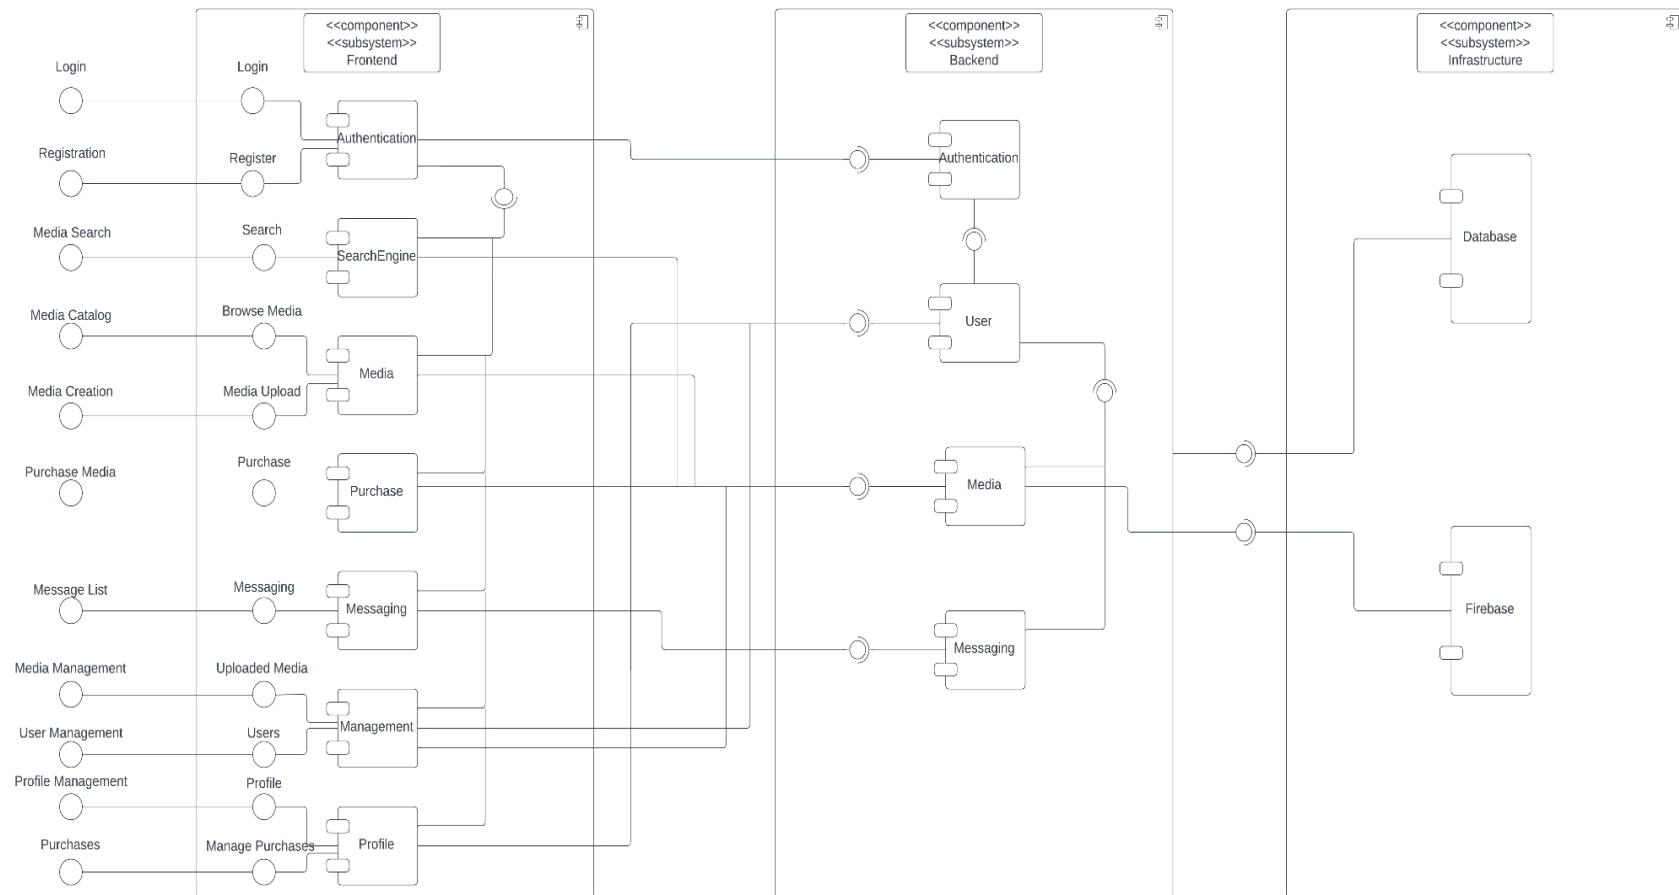 <<component>>
<<subsystem>>
Frontend
<<component>>
<<subsystem>>
Backend
<<component>>
<<subsystem>>
Infrastructure
Login
Login
Authentication
Registration
Register
Media Search
Search
SearchEngine
Media Catalog
Browse Media
Media
Media Creation
Media Upload
Purchase Media
Purchase
Purchase
Message List
Messaging
Messaging
Media Management
Uploaded Media
Management
User Management
Users
Profile Management
Profile
Profile
Purchases
Manage Purchases
Authentication
User
Media
Messaging
Database
Firebase